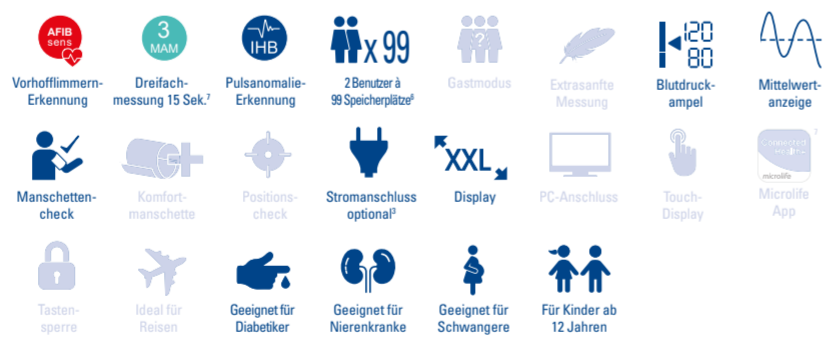 AFIB
sens
3
MAM
IHB
x 99
?
120
80
Vorhofflimmern-
Erkennung
Dreifach-
messung 15 Sek.⁷
Pulsanomalie-
Erkennung
2 Benutzer à
99 Speicherplätze⁶
Gastmodus
Extrasanfte
Messung
Blutdruck-
ampel
Mittelwert-
anzeige
XXL
Connected
Health
microlife
Manschetten-
check
Komfort-
manschette
Positions-
check
Stromanschluss
optional³
Display
PC-Anschluss
Touch-
Display
Microlife
App
Tasten-
sperre
Ideal für
Reisen
Geeignet für
Diabetiker
Geeignet für
Nierenkranke
Geeignet für
Schwangere
Für Kinder ab
12 Jahren